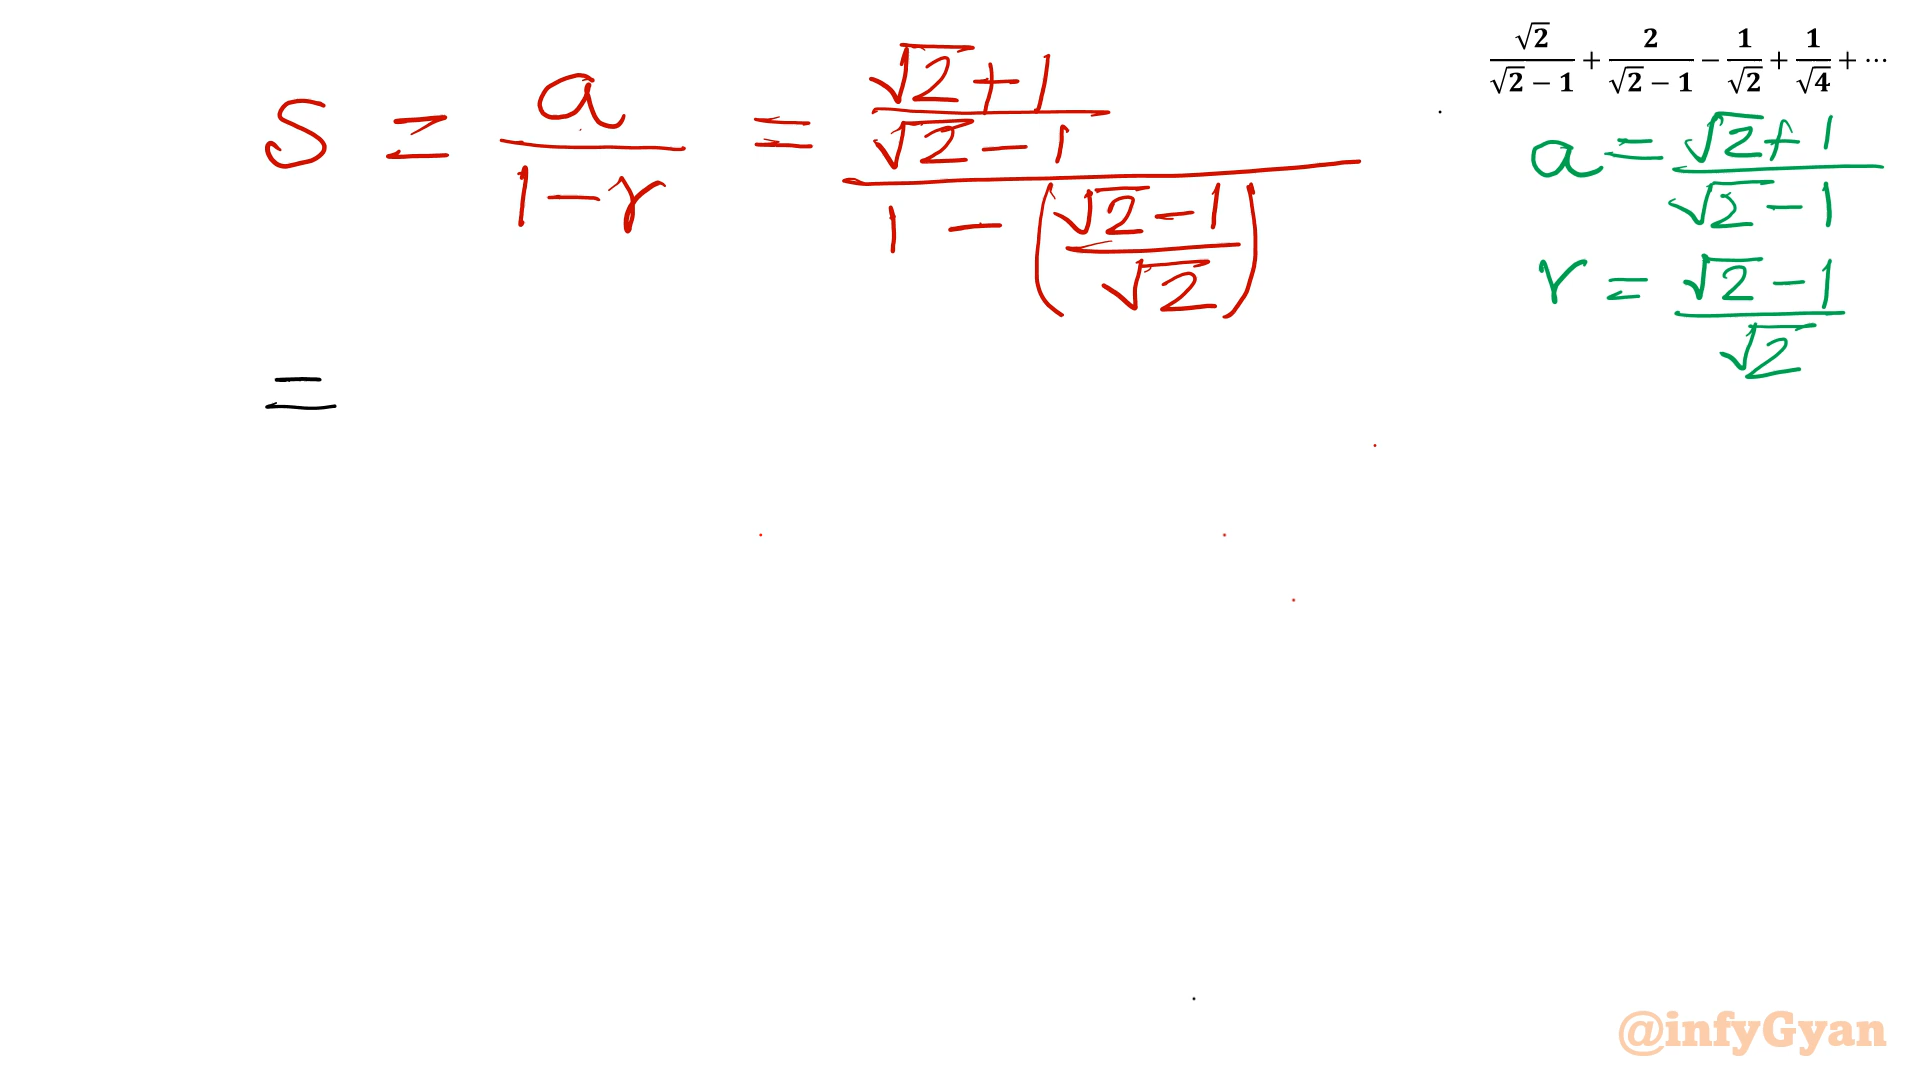 S = a/(1-r) = ((√2+1)/(√2-1))/(1-((√2-1)/√2))
=
√2/(√2-1) + 2/(√2-1) - 1/√2 + 1/√4 + ⋯
a = (√2+1)/(√2-1)
r = (√2-1)/√2
@infyGyan